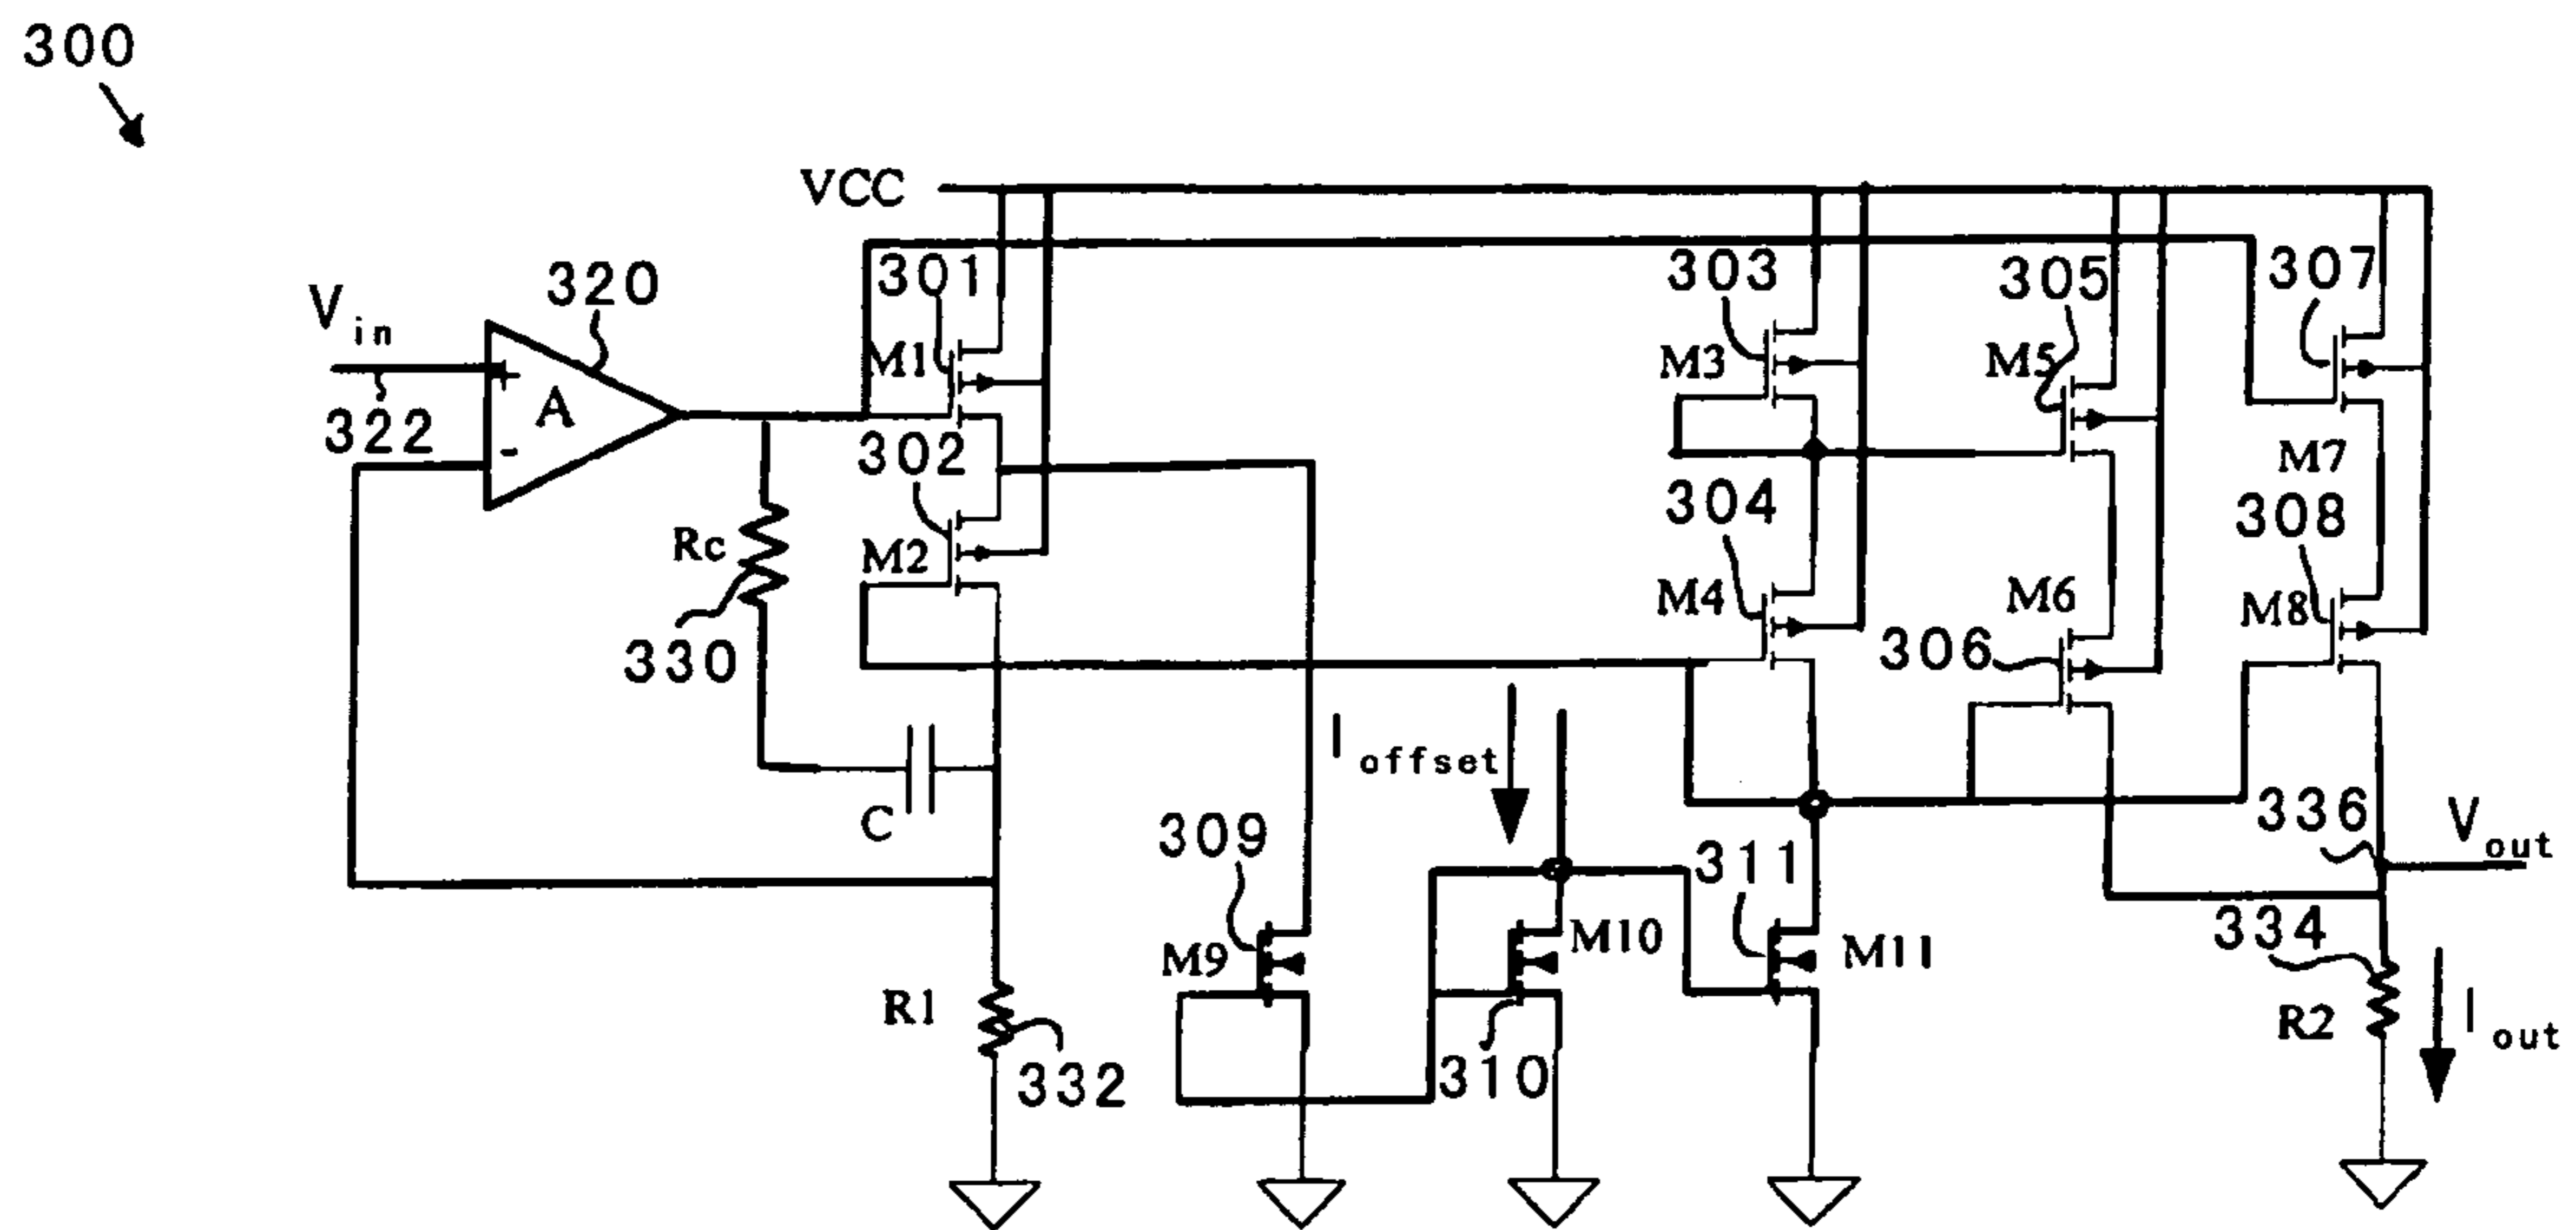 300
VCC
301
303
305
307
V in
320
M1
M3
M5
+
A
-
322
302
M7
304
308
Rc
M2
M4
M6
M8
330
306
I offset
C
309
311
336
V out
M9
M10
M11
334
R1
332
310
R2
I out